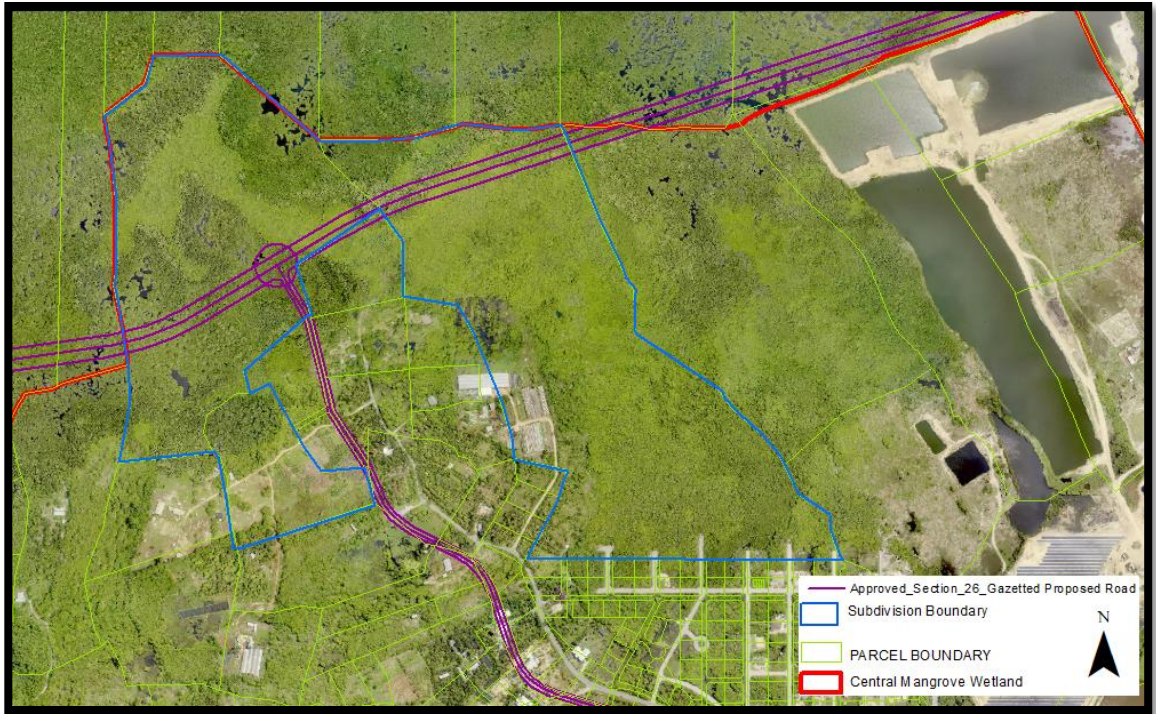 Approved_Section_26_Gazetted Proposed Road
Subdivision Boundary
N
PARCEL BOUNDARY
Central Mangrove Wetland